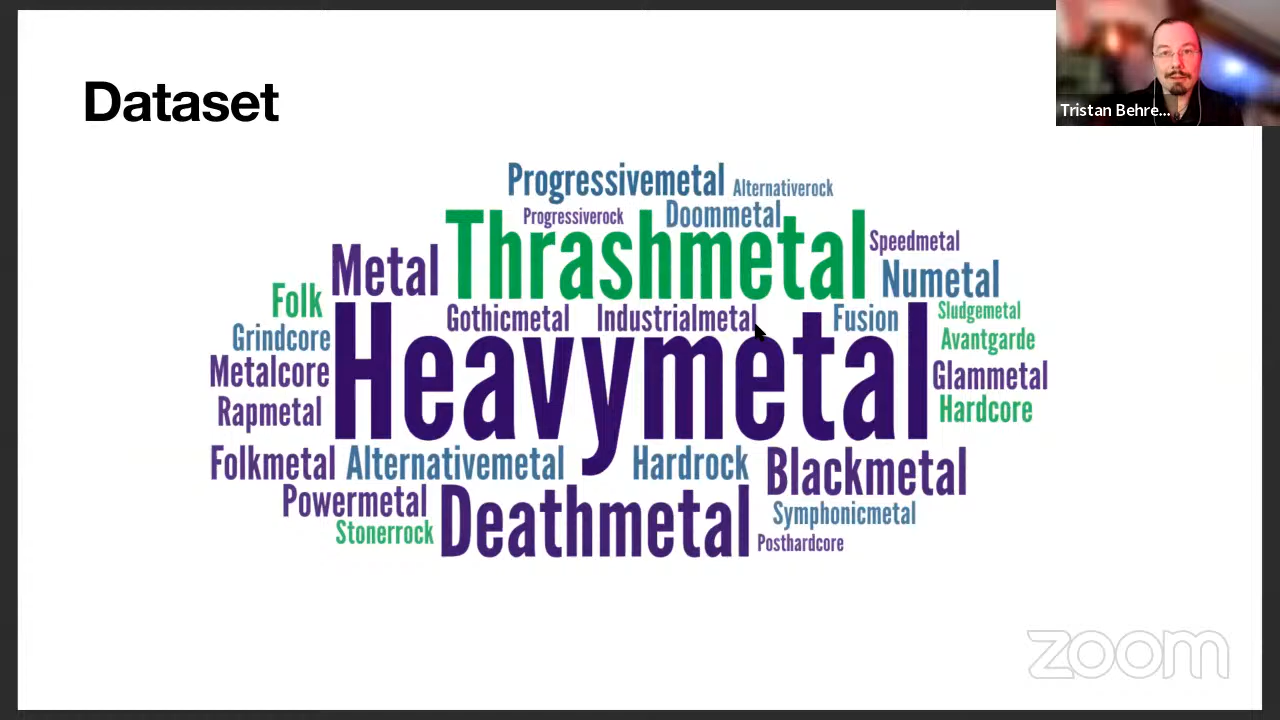 Dataset
Tristan Behre...
Progressivemetal Alternativerock
Progressiverock Doommetal
Thrashmetal Speedmetal
Metal Numetal
Folk Gothicmetal Industrialmetal Fusion Sludgemetal
Grindcore Avantgarde
Metalcore Heavymetal Glammetal
Rapmetal Hardcore
Folkmetal Alternativemetal Hardrock Blackmetal
Powermetal Deathmetal Symphonicmetal
Stonerrock Posthardcore
zoom